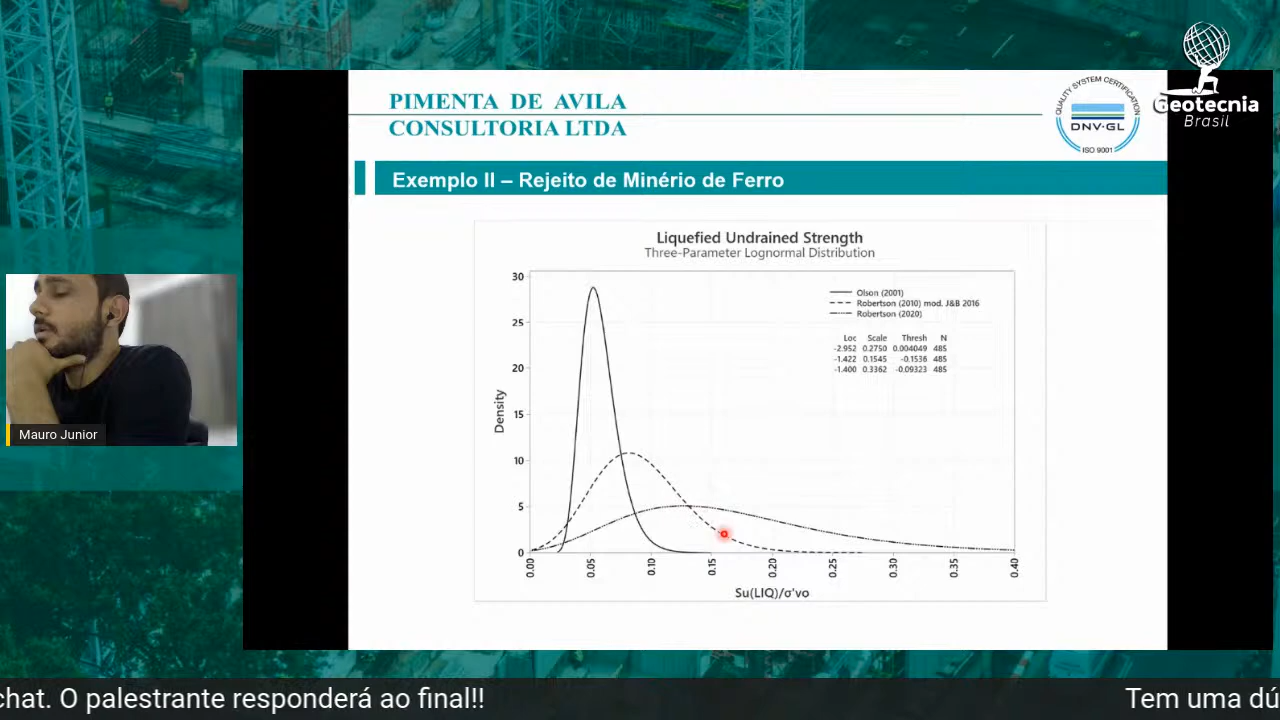 PIMENTA DE AVILA
CONSULTORIA LTDA
QUALITY SYSTEM CERTIFICATION
DNV·GL
ISO 9001
Geotecnia
Brasil
Exemplo II – Rejeito de Minério de Ferro
Liquefied Undrained Strength
Three-Parameter Lognormal Distribution
Olson (2001)
Robertson (2010) mod. J&B 2016
Robertson (2020)
Loc Scale Thresh N
-2.952 0.2750 0.004049 485
-1.422 0.1545 -0.1536 485
-1.400 0.3362 -0.09323 485
30
25
20
15
10
5
0
Density
0.00 0.05 0.10 0.15 0.20 0.25 0.30 0.35 0.40
Su(LIQ)/σ'vo
Mauro Junior
chat. O palestrante responderá ao final!! Tem uma dú